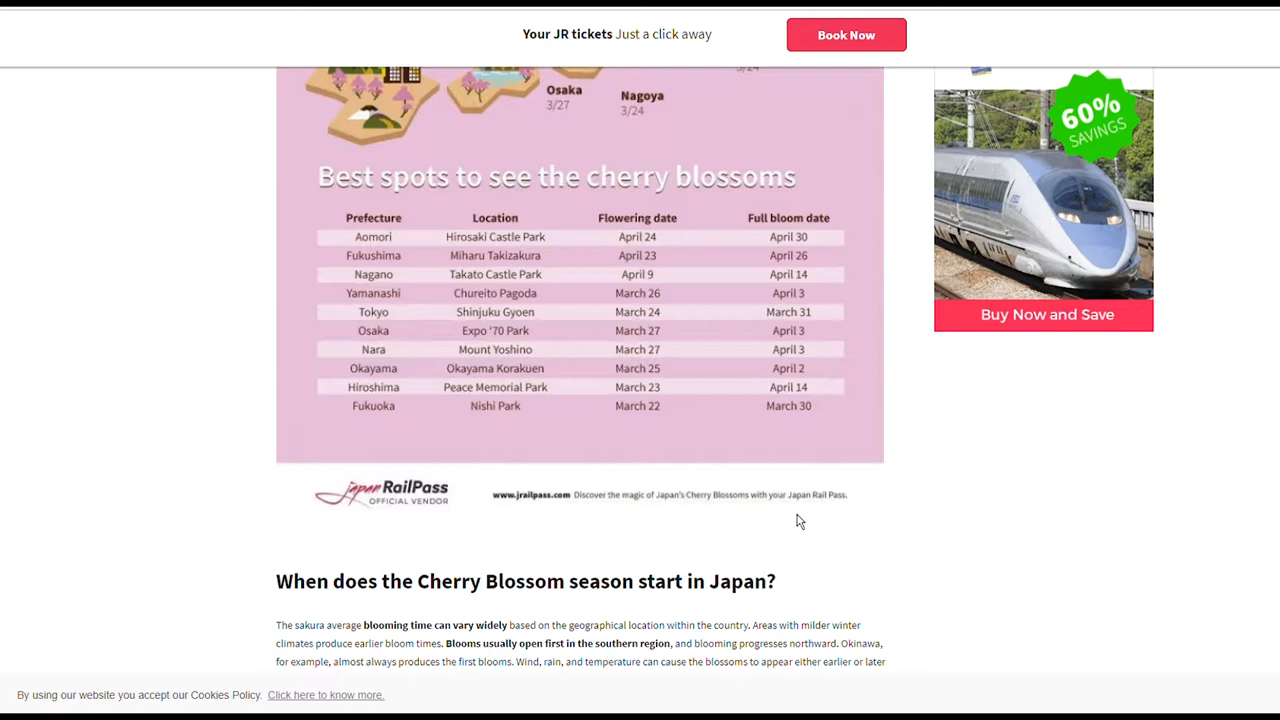 Your JR tickets Just a click away
Book Now
Osaka
3/27
Nagoya
3/24
60%
SAVINGS
Buy Now and Save
Best spots to see the cherry blossoms
Prefecture Location Flowering date Full bloom date
Aomori Hirosaki Castle Park April 24 April 30
Fukushima Miharu Takizakura April 23 April 26
Nagano Takato Castle Park April 9 April 14
Yamanashi Chureito Pagoda March 26 April 3
Tokyo Shinjuku Gyoen March 24 March 31
Osaka Expo '70 Park March 27 April 3
Nara Mount Yoshino March 27 April 3
Okayama Okayama Korakuen March 25 April 2
Hiroshima Peace Memorial Park March 23 April 14
Fukuoka Nishi Park March 22 March 30
Japan RailPass
OFFICIAL VENDOR
www.jrailpass.com Discover the magic of Japan's Cherry Blossoms with your Japan Rail Pass.
When does the Cherry Blossom season start in Japan?
The sakura average blooming time can vary widely based on the geographical location within the country. Areas with milder winter
climates produce earlier bloom times. Blooms usually open first in the southern region, and blooming progresses northward. Okinawa,
for example, almost always produces the first blooms. Wind, rain, and temperature can cause the blossoms to appear either earlier or later
By using our website you accept our Cookies Policy. Click here to know more.